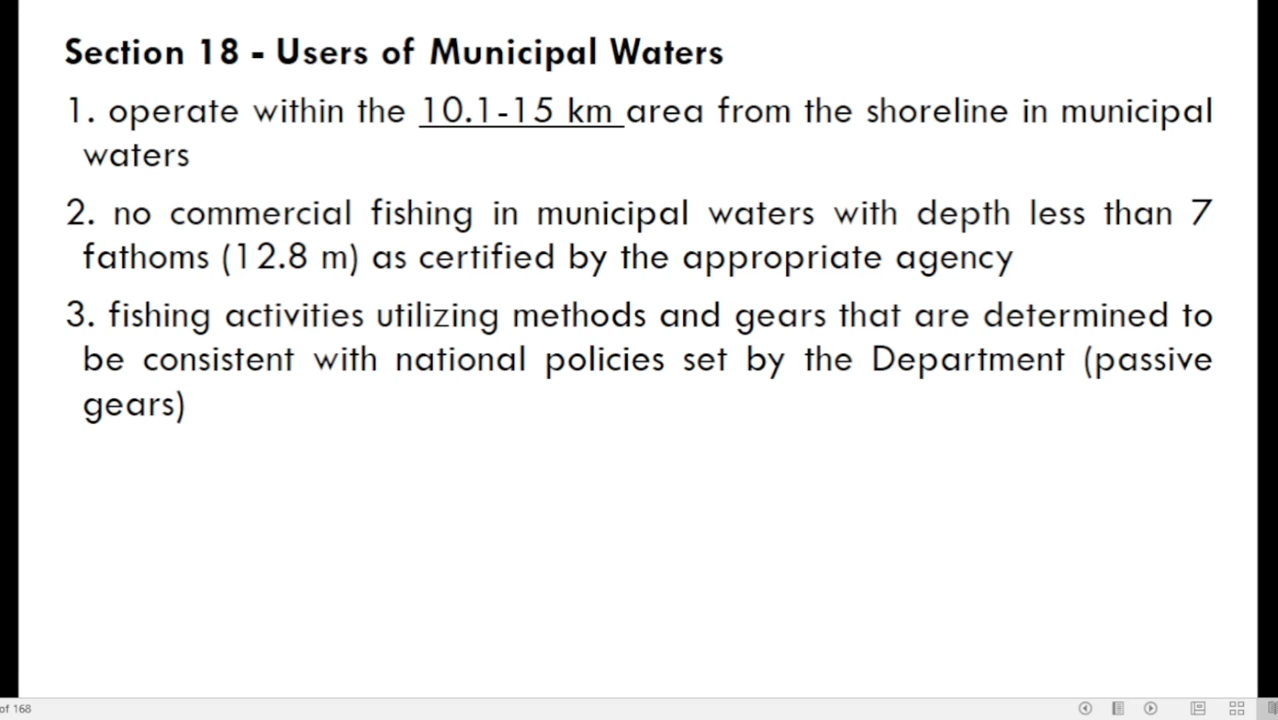 Section 18 - Users of Municipal Waters
1. operate within the 10.1-15 km area from the shoreline in municipal
waters
2. no commercial fishing in municipal waters with depth less than 7
fathoms (12.8 m) as certified by the appropriate agency
3. fishing activities utilizing methods and gears that are determined to
be consistent with national policies set by the Department (passive
gears)
of 168